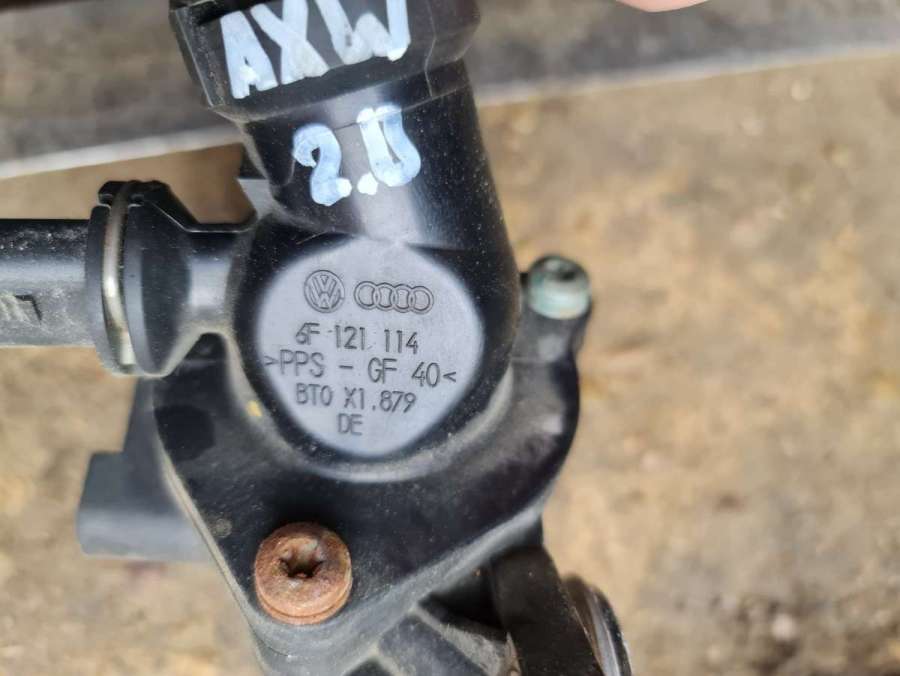 AXW
2.0
6F 121 114
>PPS - GF 40<
BT0 X1.879
DE